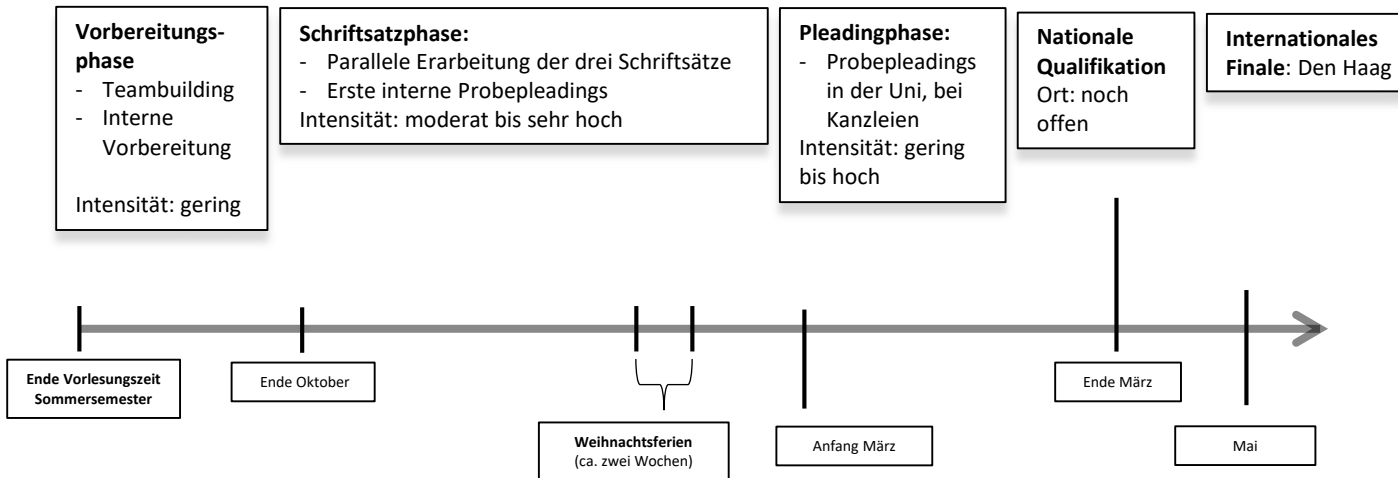 Vorbereitungs-
phase
- Teambuilding
- Interne
Vorbereitung
Intensität: gering
Schriftsatzphase:
- Parallele Erarbeitung der drei Schriftsätze
- Erste interne Probepleadings
Intensität: moderat bis sehr hoch
Pleadingphase:
- Probepleadings
in der Uni, bei
Kanzleien
Intensität: gering
bis hoch
Nationale
Qualifikation
Ort: noch
offen
Internationales
Finale: Den Haag
Ende Vorlesungszeit
Sommersemester
Ende Oktober
Weihnachtsferien
(ca. zwei Wochen)
Anfang März
Ende März
Mai